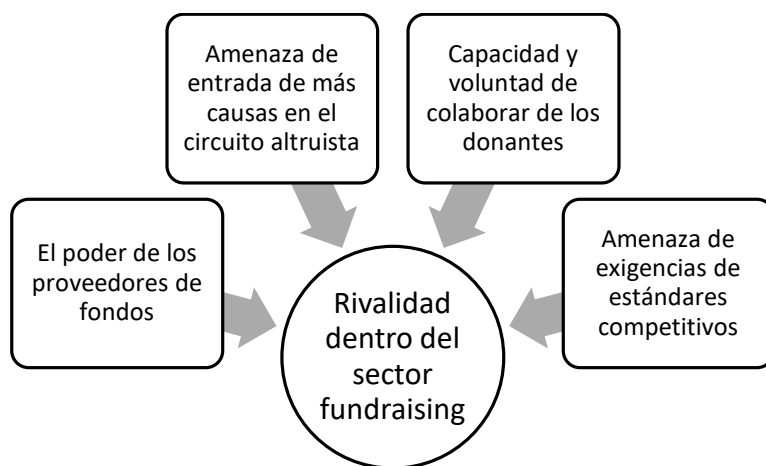 Amenaza de
entrada de más
causas en el
circuito altruista
Capacidad y
voluntad de
colaborar de los
donantes
El poder de los
proveedores de
fondos
Amenaza de
exigencias de
estándares
competitivos
Rivalidad
dentro del
sector
fundraising